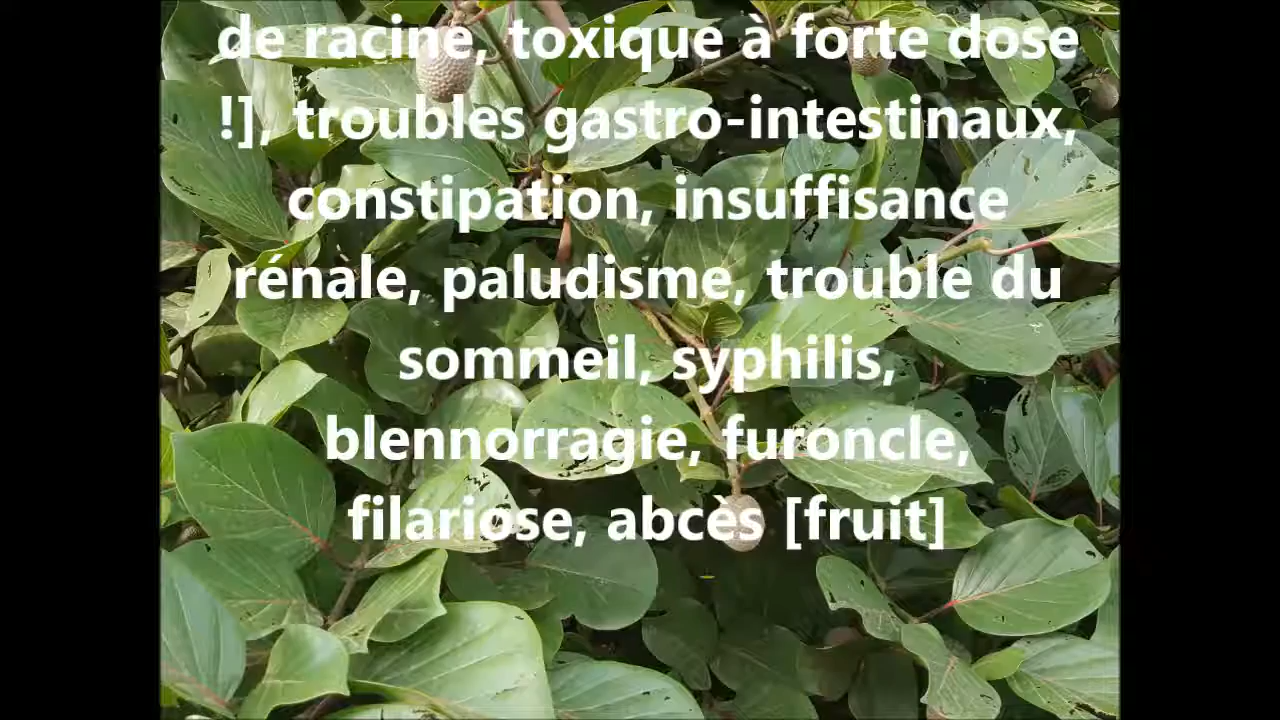 de racine, toxique à forte dose
!], troubles gastro-intestinaux,
constipation, insuffisance
rénale, paludisme, trouble du
sommeil, syphilis,
blennorragie, furoncle,
filariose, abcès [fruit]